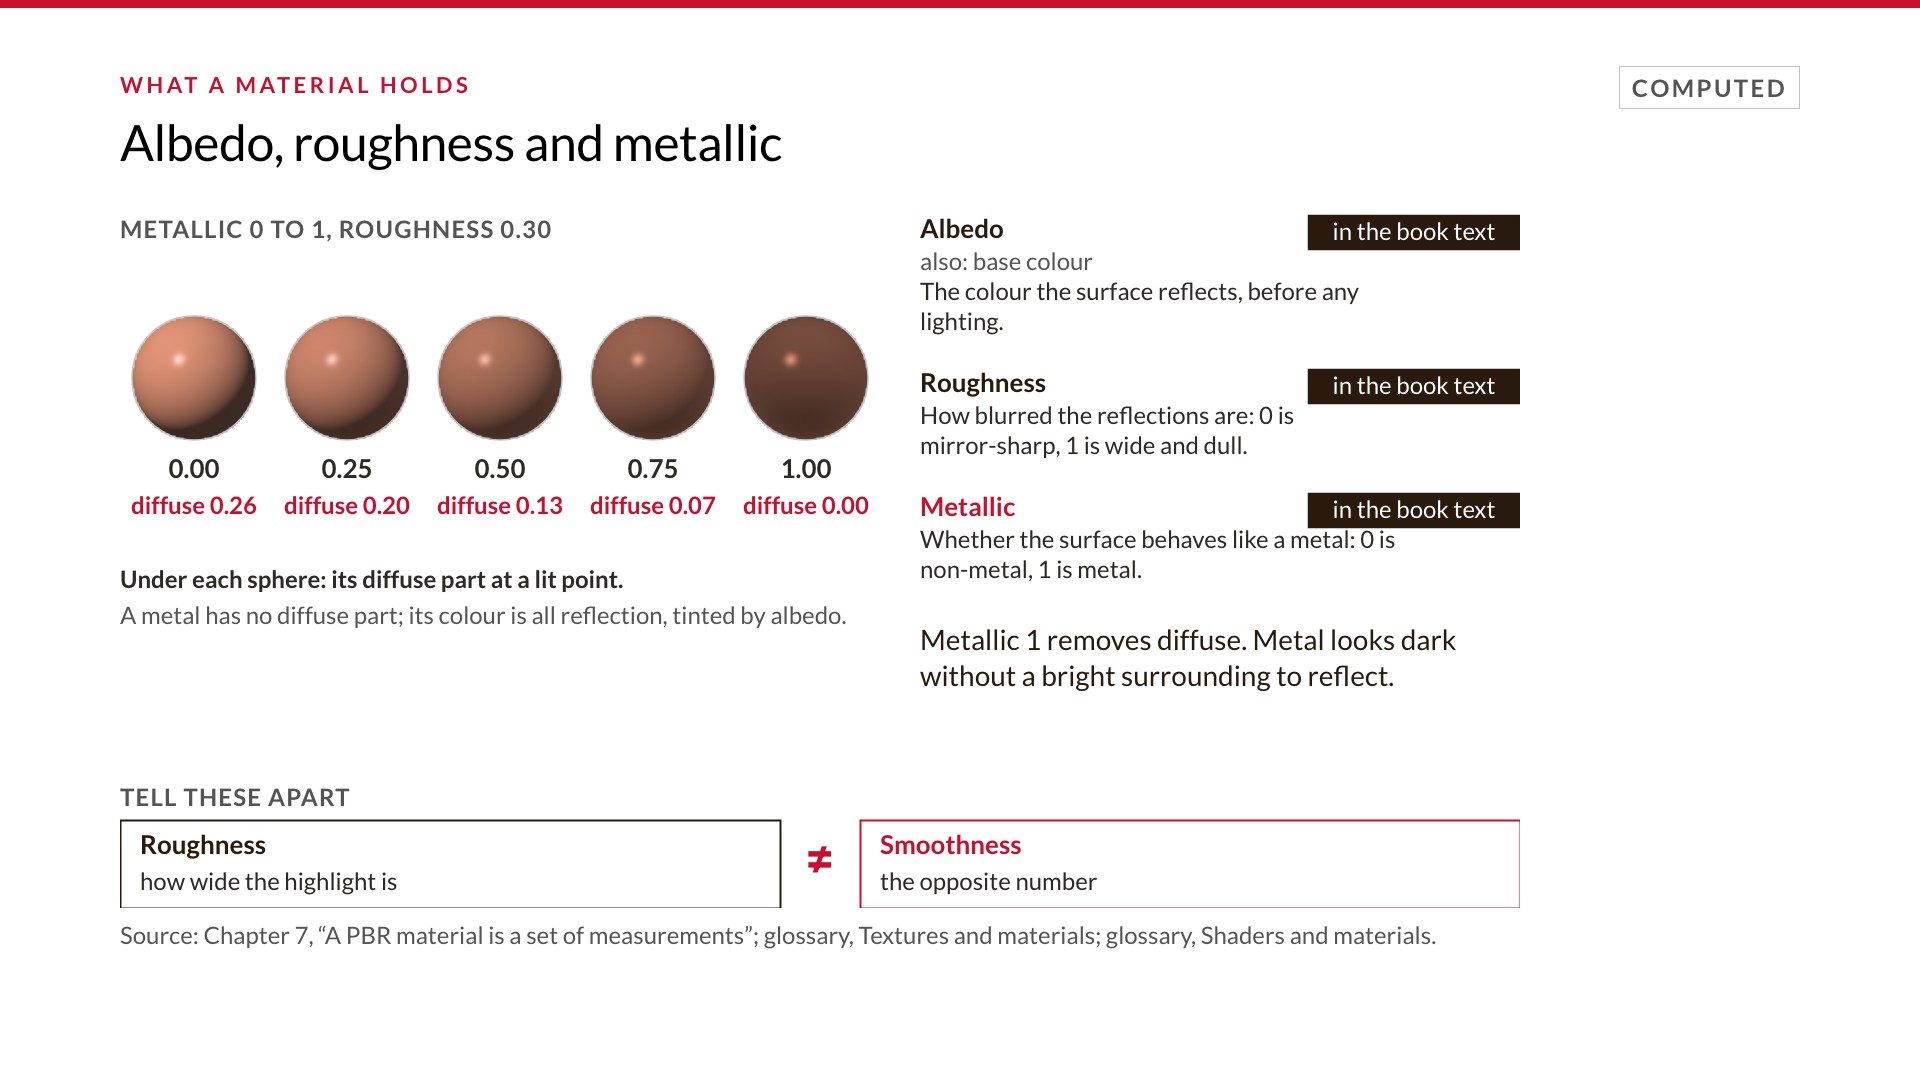 WHAT A MATERIAL HOLDS
COMPUTED
Albedo, roughness and metallic
METALLIC 0 TO 1, ROUGHNESS 0.30
0.00 0.25 0.50 0.75 1.00
diffuse 0.26 diffuse 0.20 diffuse 0.13 diffuse 0.07 diffuse 0.00
Under each sphere: its diffuse part at a lit point.
A metal has no diffuse part; its colour is all reflection, tinted by albedo.
Albedo in the book text
also: base colour
The colour the surface reflects, before any
lighting.
Roughness in the book text
How blurred the reflections are: 0 is
mirror-sharp, 1 is wide and dull.
Metallic in the book text
Whether the surface behaves like a metal: 0 is
non-metal, 1 is metal.
Metallic 1 removes diffuse. Metal looks dark
without a bright surrounding to reflect.
TELL THESE APART
Roughness
how wide the highlight is
≠
Smoothness
the opposite number
Source: Chapter 7, “A PBR material is a set of measurements”; glossary, Textures and materials; glossary, Shaders and materials.